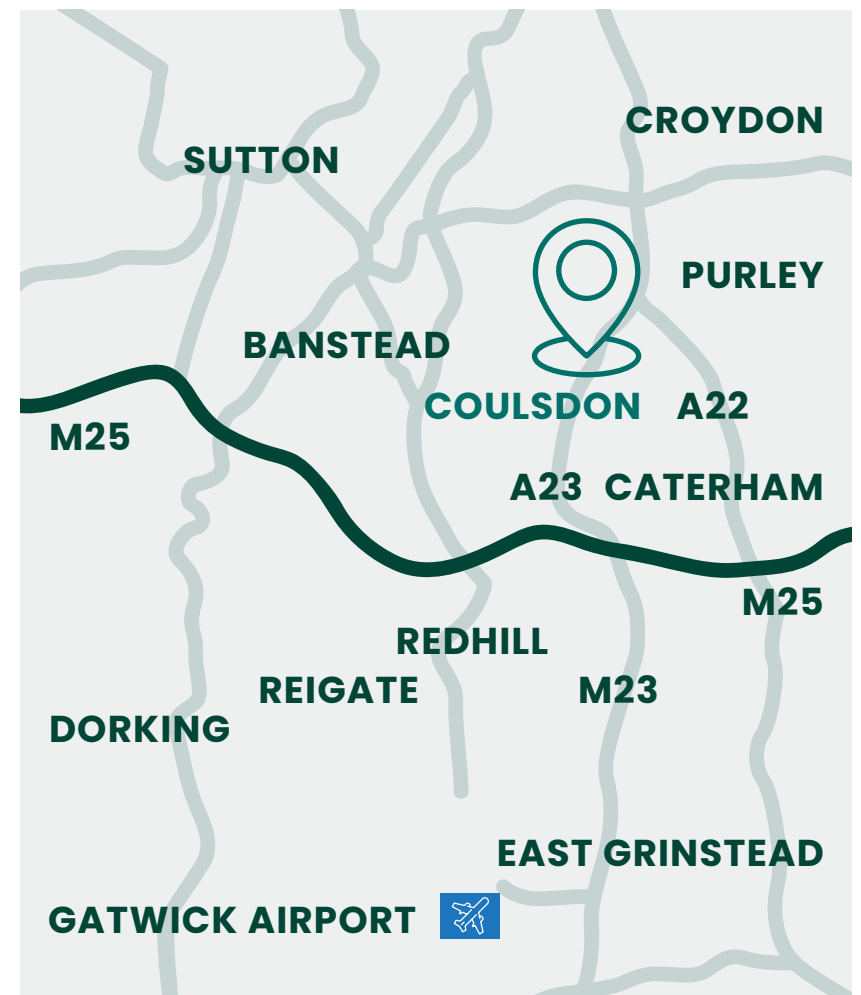 CROYDON
SUTTON
PURLEY
BANSTEAD
COULSDON A22
M25
A23 CATERHAM
M25
REDHILL
REIGATE M23
DORKING
EAST GRINSTEAD
GATWICK AIRPORT